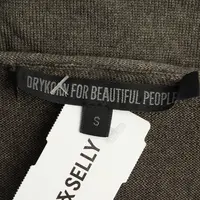 DRYKORN FOR BEAUTIFUL PEOPLE
S
X SELLY